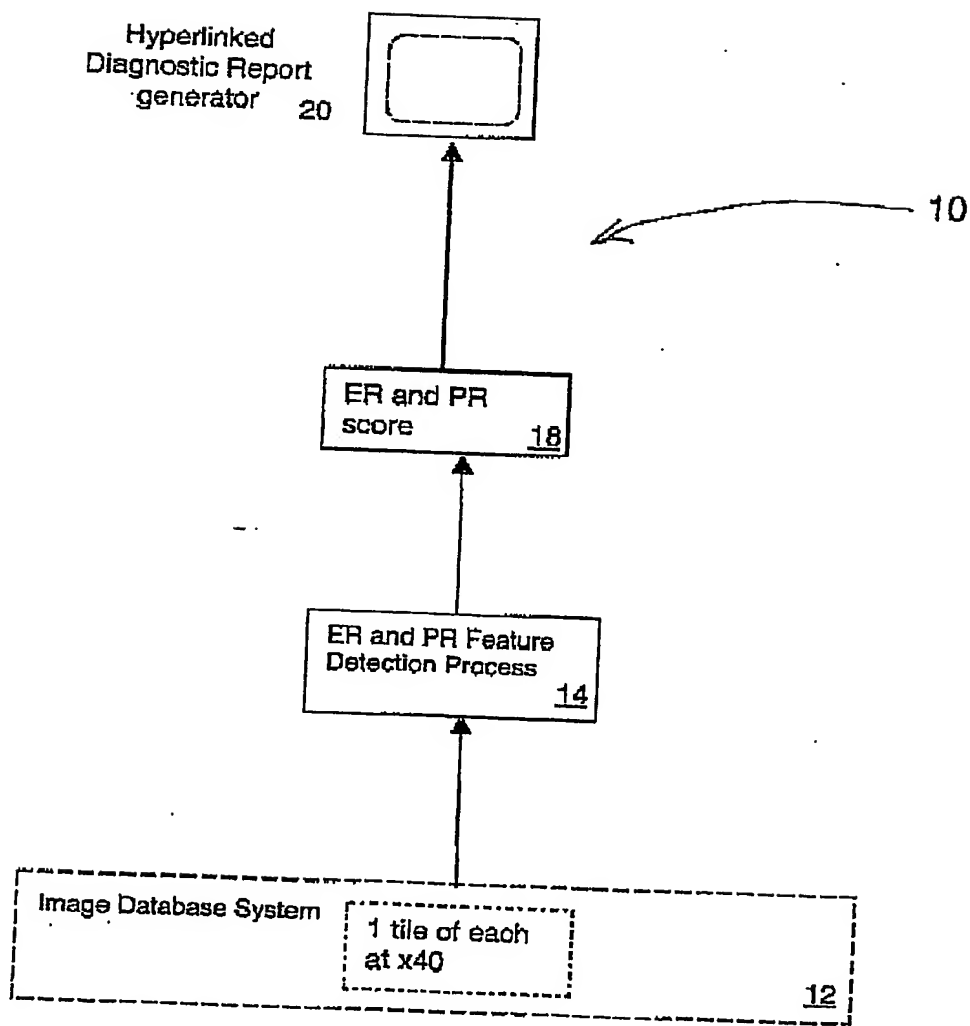 Hyperlinked
Diagnostic Report
generator 20
10
ER and PR
score 18
ER and PR Feature
Detection Process
14
Image Database System
1 tile of each
at x40
12